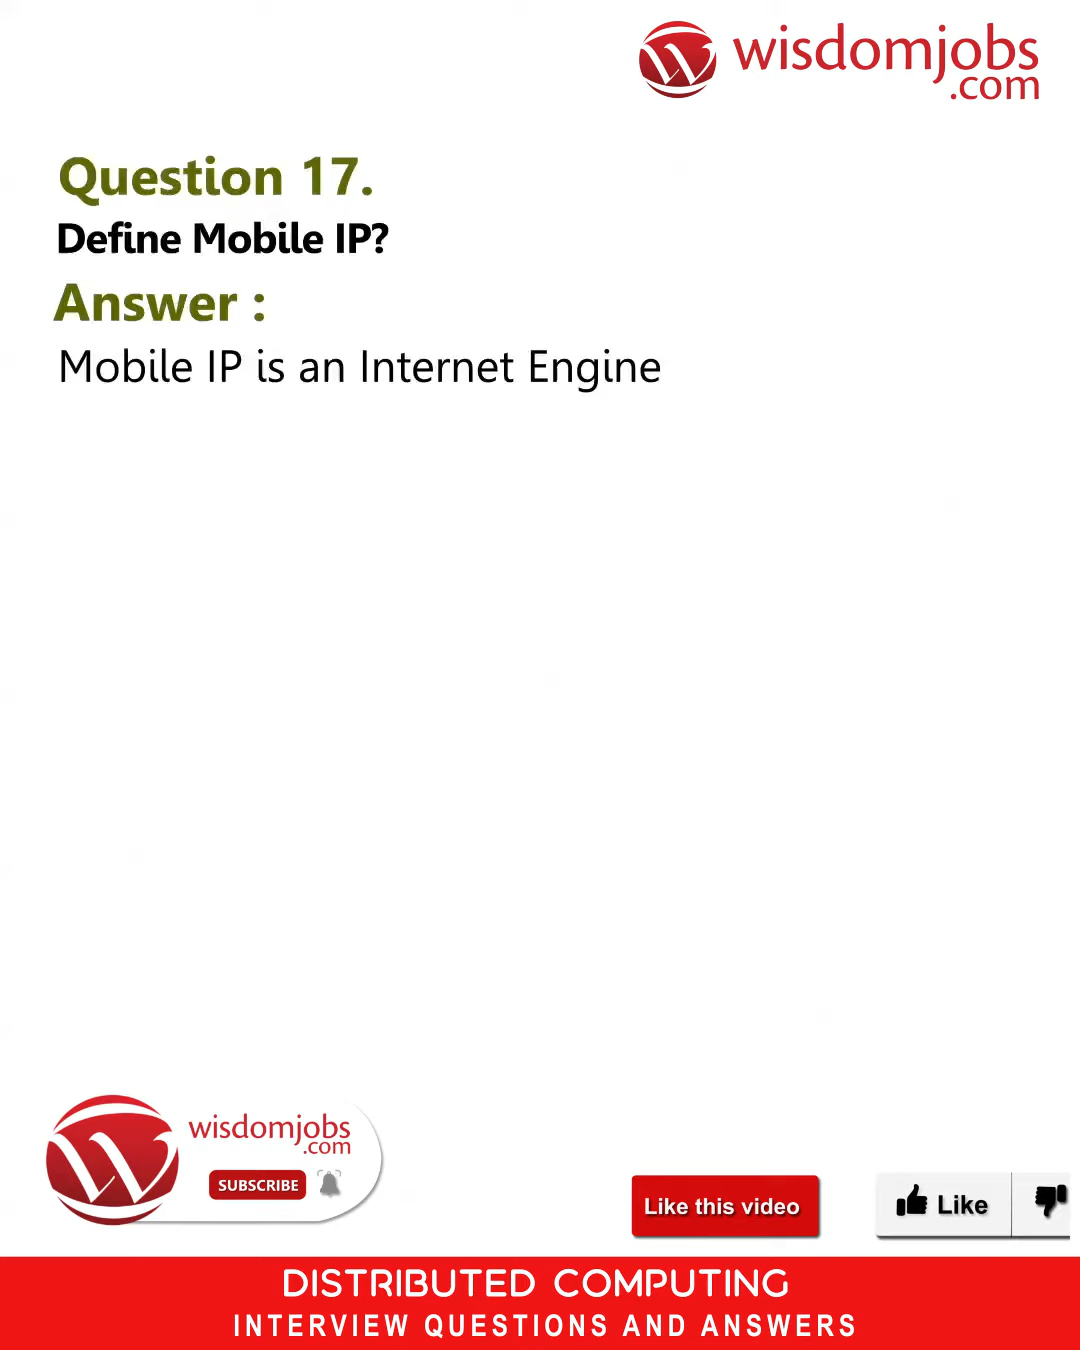 wisdomjobs
.com
Question 17.
Define Mobile IP?
Answer :
Mobile IP is an Internet Engine
wisdomjobs
.com
SUBSCRIBE
Like this video
Like
DISTRIBUTED COMPUTING
INTERVIEW QUESTIONS AND ANSWERS